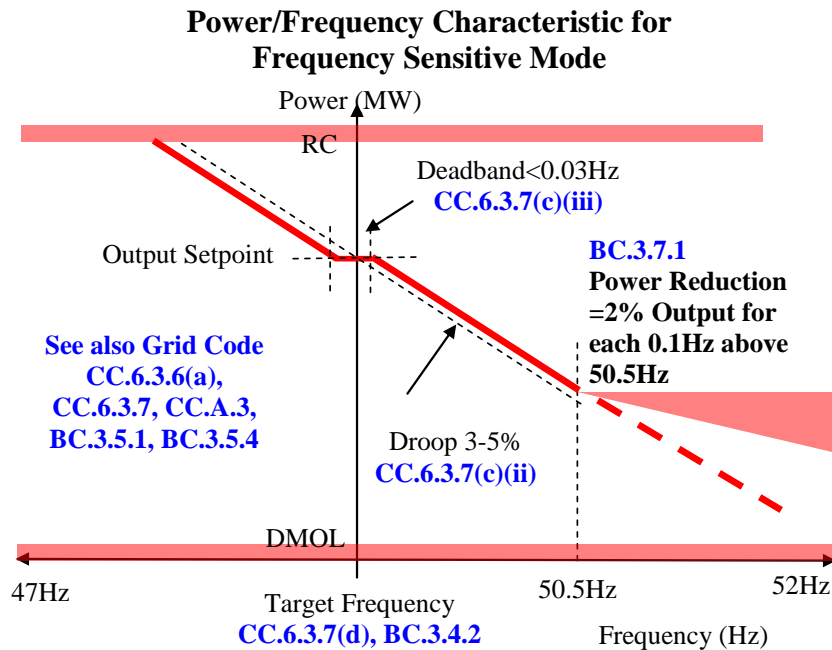 Power/Frequency Characteristic for
Frequency Sensitive Mode
Power (MW)
RC
Deadband<0.03Hz
CC.6.3.7(c)(iii)
Output Setpoint
BC.3.7.1
Power Reduction
=2% Output for
each 0.1Hz above
50.5Hz
See also Grid Code
CC.6.3.6(a),
CC.6.3.7, CC.A.3,
BC.3.5.1, BC.3.5.4
Droop 3-5%
CC.6.3.7(c)(ii)
DMOL
47Hz
50.5Hz
52Hz
Target Frequency
CC.6.3.7(d), BC.3.4.2
Frequency (Hz)